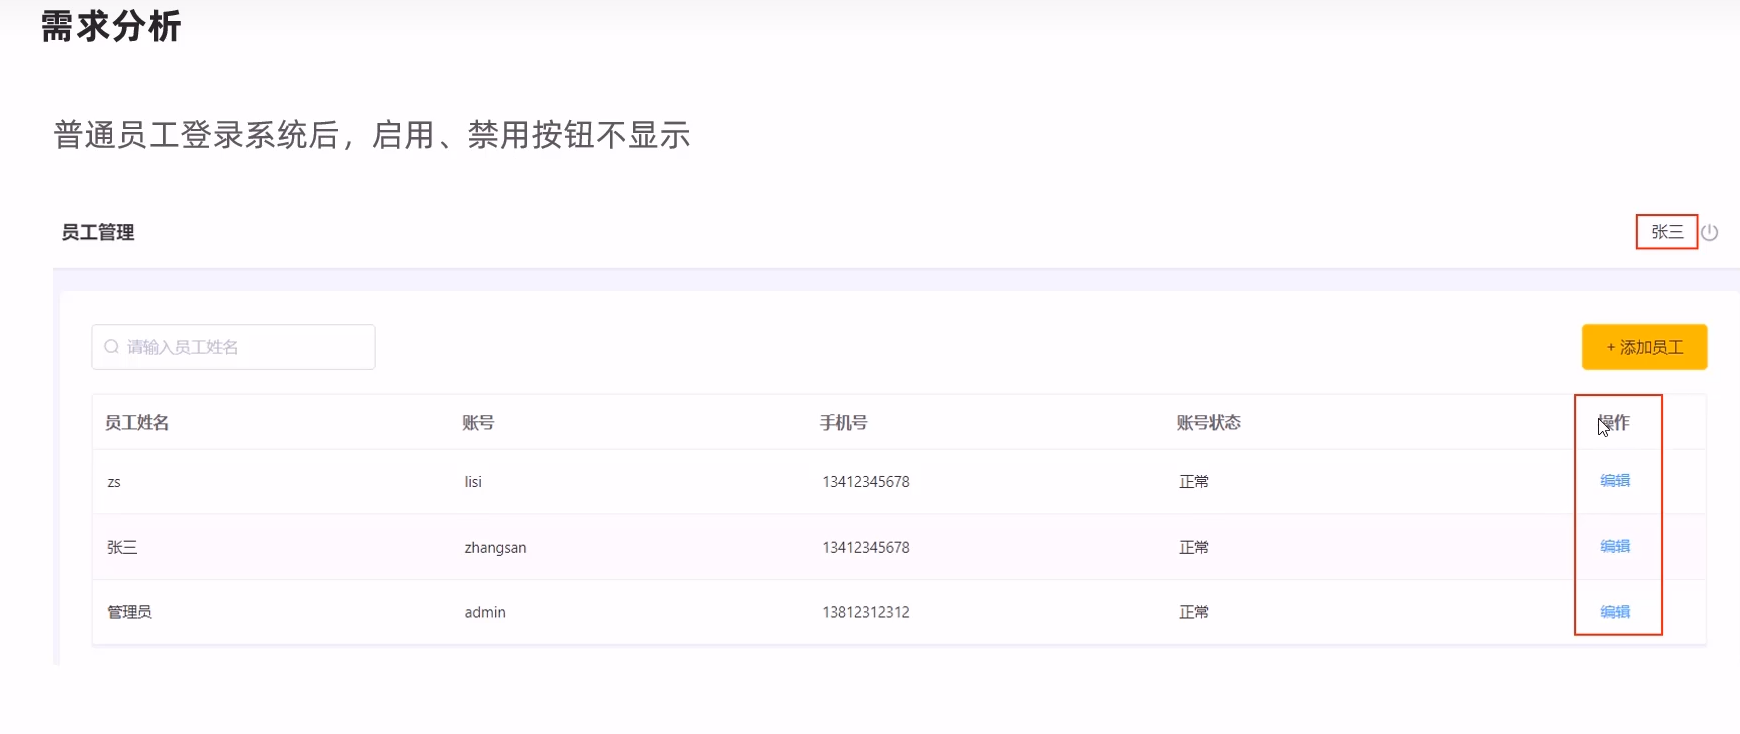 需求分析
普通员工登录系统后，启用、禁用按钮不显示
员工管理 张三
请输入员工姓名 + 添加员工
员工姓名 账号 手机号 账号状态 操作
zs lisi 13412345678 正常 编辑
张三 zhangsan 13412345678 正常 编辑
管理员 admin 13812312312 正常 编辑